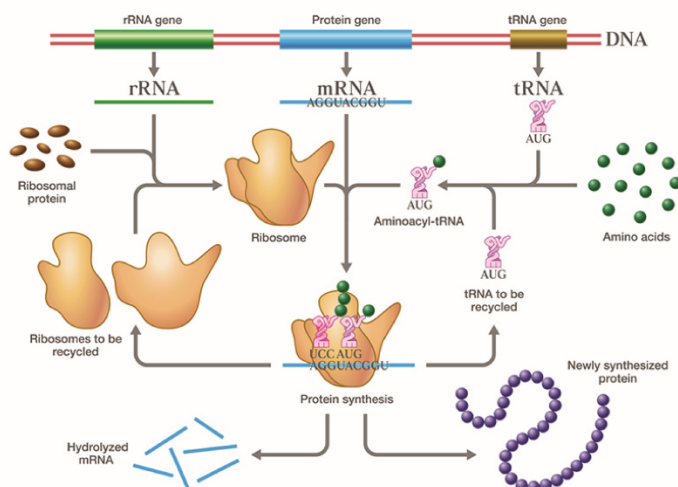 rRNA gene
Protein gene
tRNA gene
DNA
rRNA
mRNA
AGGUACGGU
tRNA
AUG
Ribosomal
protein
Ribosome
AUG
Aminoacyl-tRNA
Amino acids
AUG
tRNA to be
recycled
Ribosomes to be
recycled
UCC AUG
AGGUACGGU
Protein synthesis
Newly synthesized
protein
Hydrolyzed
mRNA